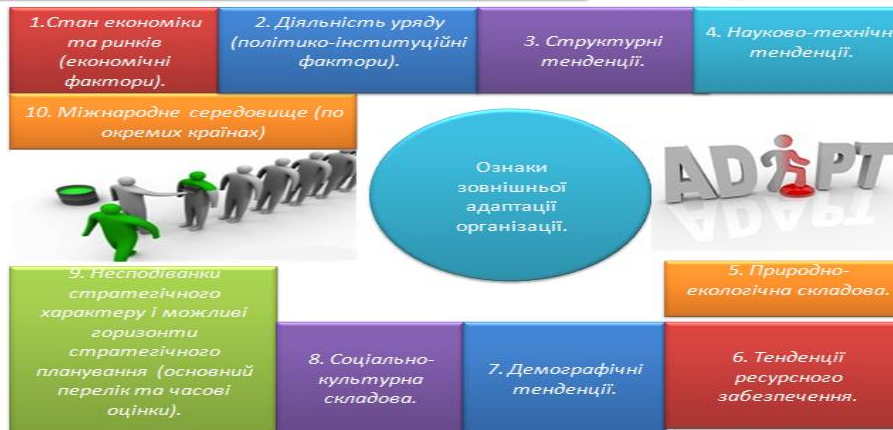 1.Стан економіки
та ринків
(економічні
фактори).
2. Діяльність уряду
(політико-інституційні
фактори).
3. Структурні
тенденції.
4. Науково-технічні
тенденції.
10. Міжнародне середовище (по
окремих країнах)
Ознаки
зовнішньої
адаптації
організації.
ADAPT
9. Несподіванки
стратегічного
характеру і можливі
горизонти
стратегічного
планування (основний
перелік та часові
оцінки).
8. Соціально-
культурна
складова.
7. Демографічні
тенденції.
5. Природно-
екологічна складова.
6. Тенденції
ресурсного
забезпечення.